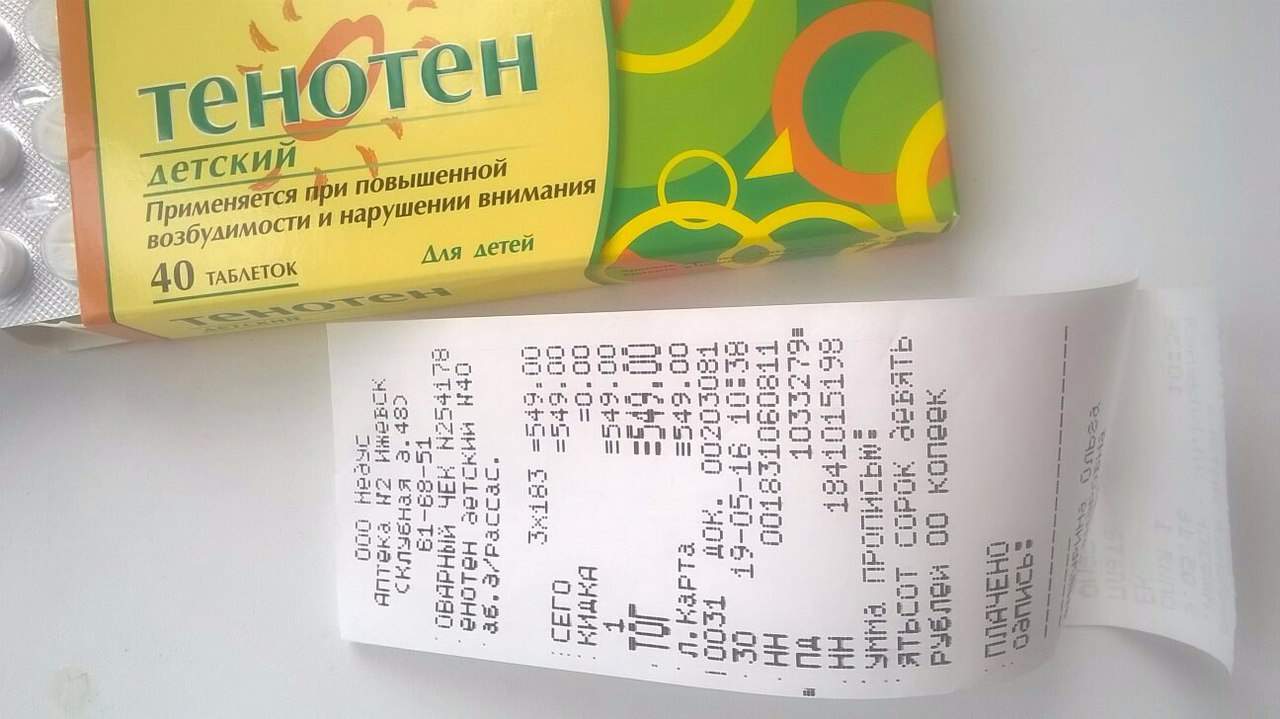 тенотен
детский
Применяется при повышенной
возбудимости и нарушении внимания
Для детей
40 ТАБЛЕТОК
тенотен
ДЕТСКИЙ
ООО Медус
Аптека N2 Ижевск
(Клубная д.48)
61-68-51
ОВАРНЫЙ ЧЕК N254178
енотен детский N40
аб.д/рассас.
3x183 =549.00
СЕГО =549.00
КИДКА =0.00
1 ≡549.00
ТОГ ≡549.00
Л.Карта ≡549.00
0031 ДОК. 00203081
30 19-05-16 10:38
НН 001831060811
ПД 1033279
НН 1841015198
УММА ПРОПИСЬЮ:
ЯТЬСОТ СОРОК ДЕВЯТЬ
РУБЛЕЙ 00 КОПЕЕК
ПЛАЧЕНО
ОДПИСЬ: